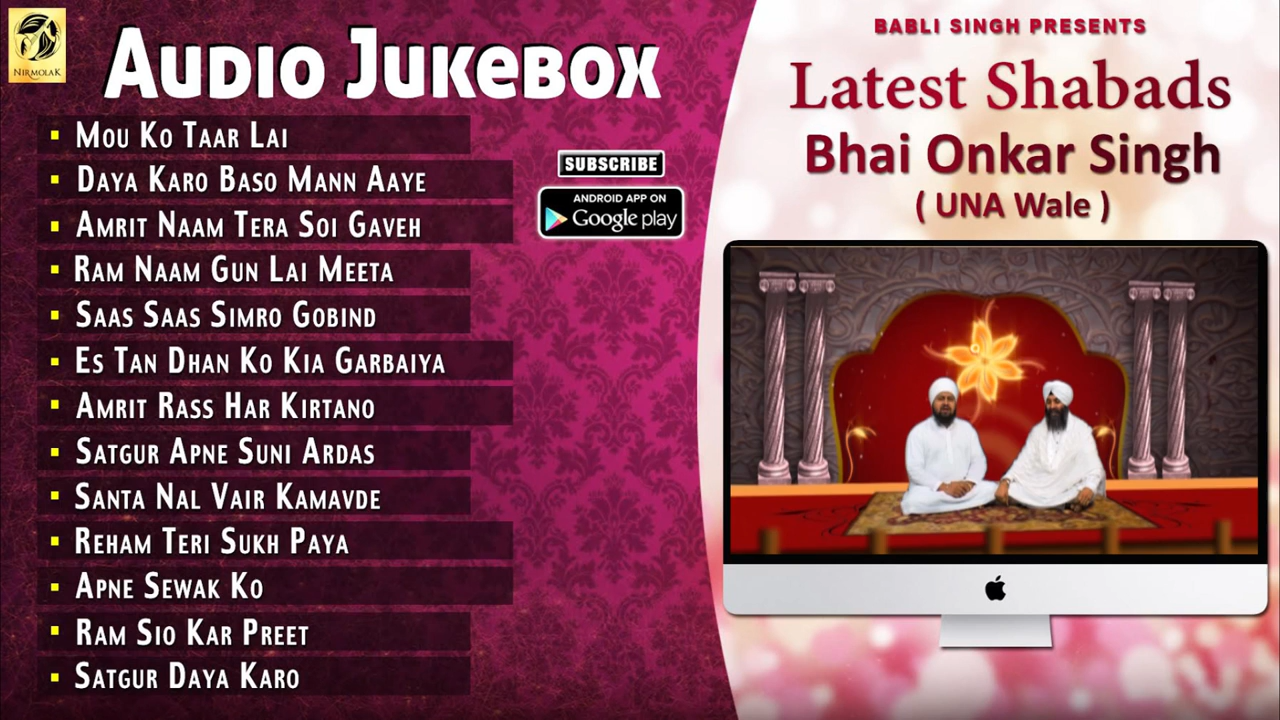 NIRMOLAK
AUDIO JUKEBOX
MOU KO TAAR LAI
DAYA KARO BASO MANN AAYE
AMRIT NAAM TERA SOI GAVEH
RAM NAAM GUN LAI MEETA
SAAS SAAS SIMRO GOBIND
ES TAN DHAN KO KIA GARBAIYA
AMRIT RASS HAR KIRTANO
SATGUR APNE SUNI ARDAS
SANTA NAL VAIR KAMAVDE
REHAM TERI SUKH PAYA
APNE SEWAK KO
RAM SIO KAR PREET
SATGUR DAYA KARO
SUBSCRIBE
ANDROID APP ON
Google play
BABLI SINGH PRESENTS
Latest Shabads
Bhai Onkar Singh
( UNA Wale )